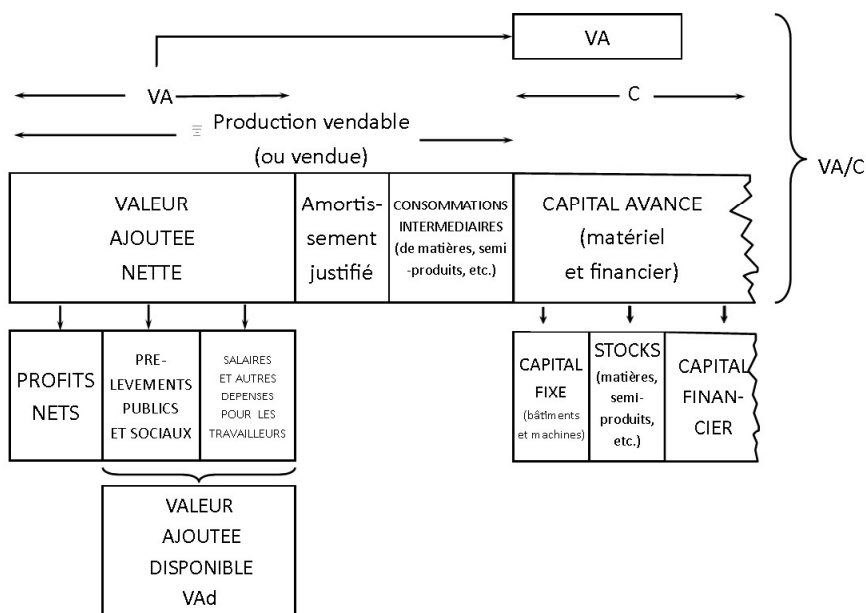 VA
VA
C
Production vendable
(ou vendue)
VA/C
VALEUR
AJOUTEE
NETTE
Amortis-
sement
justifié
CONSOMMATIONS
INTERMEDIAIRES
(de matières, semi
-produits, etc.)
CAPITAL AVANCE
(matériel
et financier)
PROFITS
NETS
PRE-
LEVEMENTS
PUBLICS
ET SOCIAUX
SALAIRES
ET AUTRES
DEPENSES
POUR LES
TRAVAILLEURS
CAPITAL
FIXE
(bâtiments
et machines)
STOCKS
(matières,
semi-
produits,
etc.)
CAPITAL
FINAN-
CIER
VALEUR
AJOUTEE
DISPONIBLE
VAd